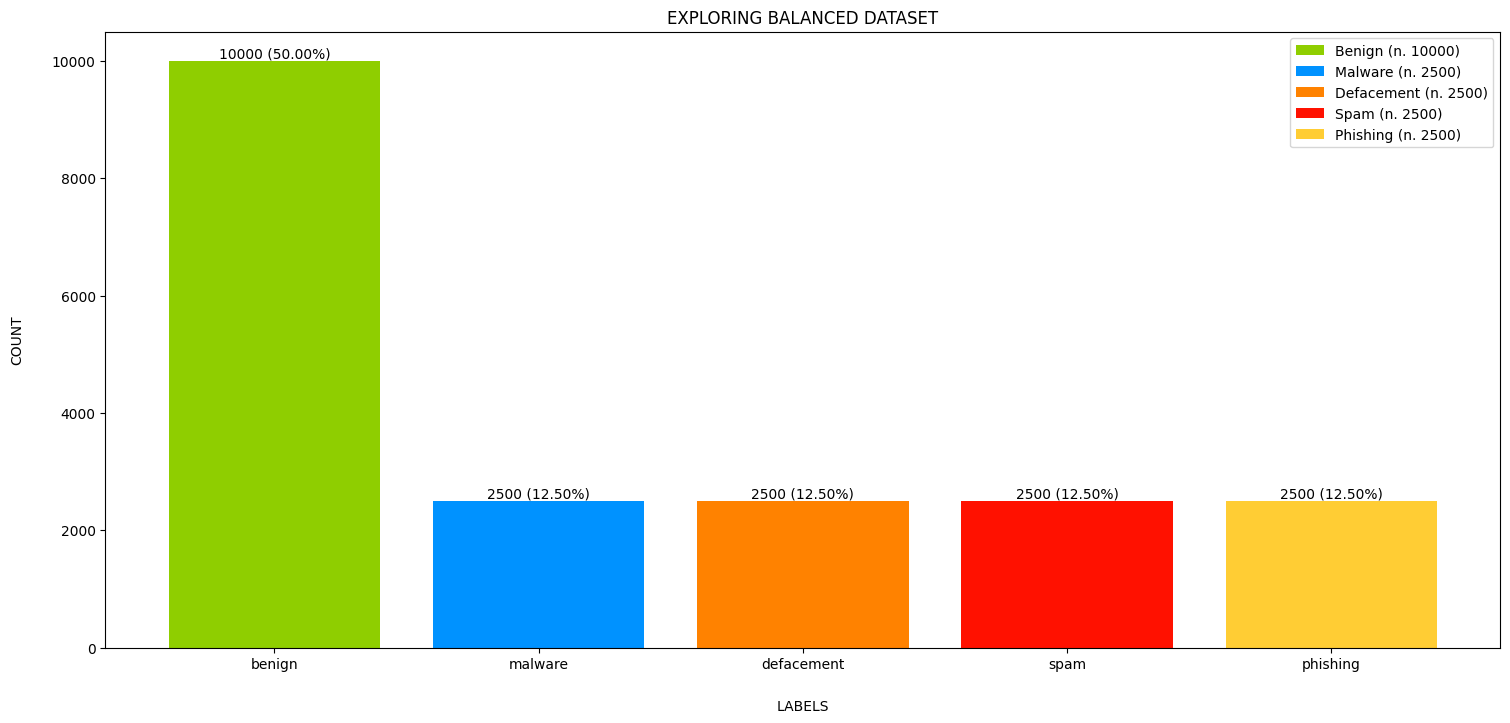 EXPLORING BALANCED DATASET
10000 (50.00%)
2500 (12.50%)
2500 (12.50%)
2500 (12.50%)
2500 (12.50%)
Benign (n. 10000)
Malware (n. 2500)
Defacement (n. 2500)
Spam (n. 2500)
Phishing (n. 2500)
COUNT
10000
8000
6000
4000
2000
0
benign malware defacement spam phishing
LABELS